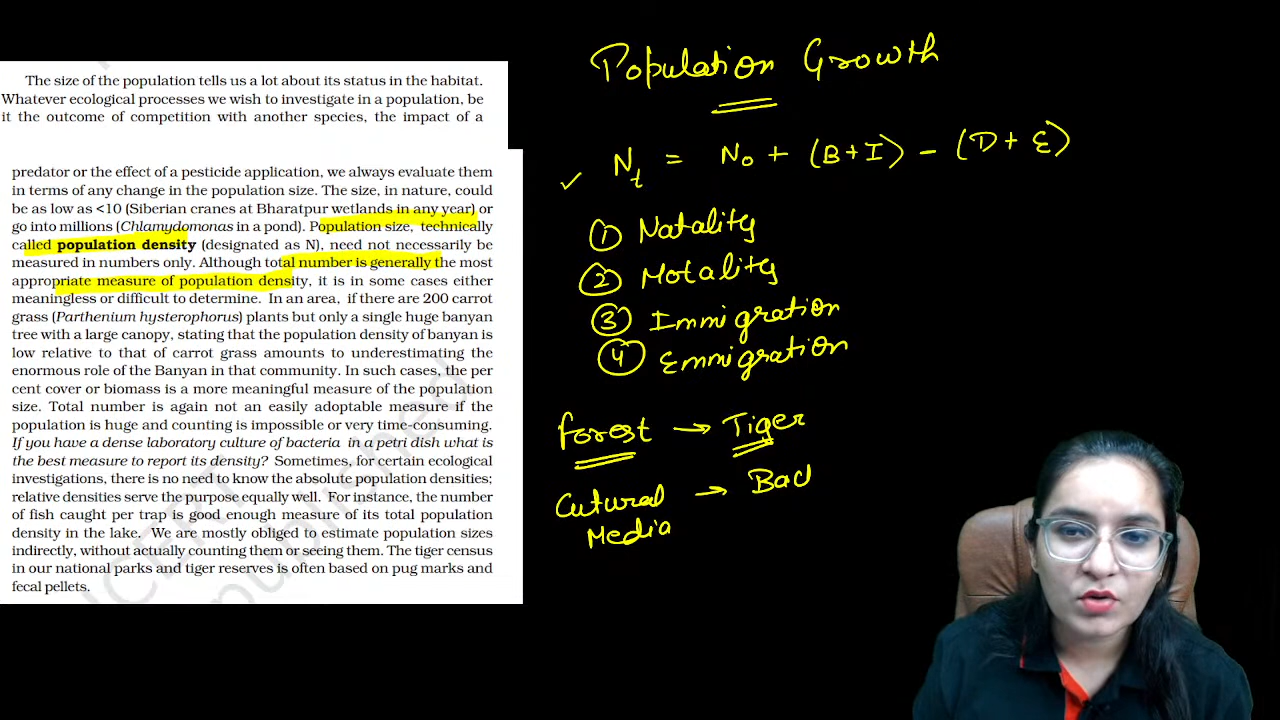 The size of the population tells us a lot about its status in the habitat.
Whatever ecological processes we wish to investigate in a population, be
it the outcome of competition with another species, the impact of a
predator or the effect of a pesticide application, we always evaluate them
in terms of any change in the population size. The size, in nature, could
be as low as <10 (Siberian cranes at Bharatpur wetlands in any year) or
go into millions (Chlamydomonas in a pond). Population size, technically
called population density (designated as N), need not necessarily be
measured in numbers only. Although total number is generally the most
appropriate measure of population density, it is in some cases either
meaningless or difficult to determine. In an area, if there are 200 carrot
grass (Parthenium hysterophorus) plants but only a single huge banyan
tree with a large canopy, stating that the population density of banyan is
low relative to that of carrot grass amounts to underestimating the
enormous role of the Banyan in that community. In such cases, the per
cent cover or biomass is a more meaningful measure of the population
size. Total number is again not an easily adoptable measure if the
population is huge and counting is impossible or very time-consuming.
If you have a dense laboratory culture of bacteria in a petri dish what is
the best measure to report its density? Sometimes, for certain ecological
investigations, there is no need to know the absolute population densities;
relative densities serve the purpose equally well. For instance, the number
of fish caught per trap is good enough measure of its total population
density in the lake. We are mostly obliged to estimate population sizes
indirectly, without actually counting them or seeing them. The tiger census
in our national parks and tiger reserves is often based on pug marks and
fecal pellets.
published
Population Growth
✓ Nt = No + (B+I) - (D+E)
① Natality
② Motality
③ Immigration
④ Emmigration
forest → Tiger
Cutural → Bac
Media